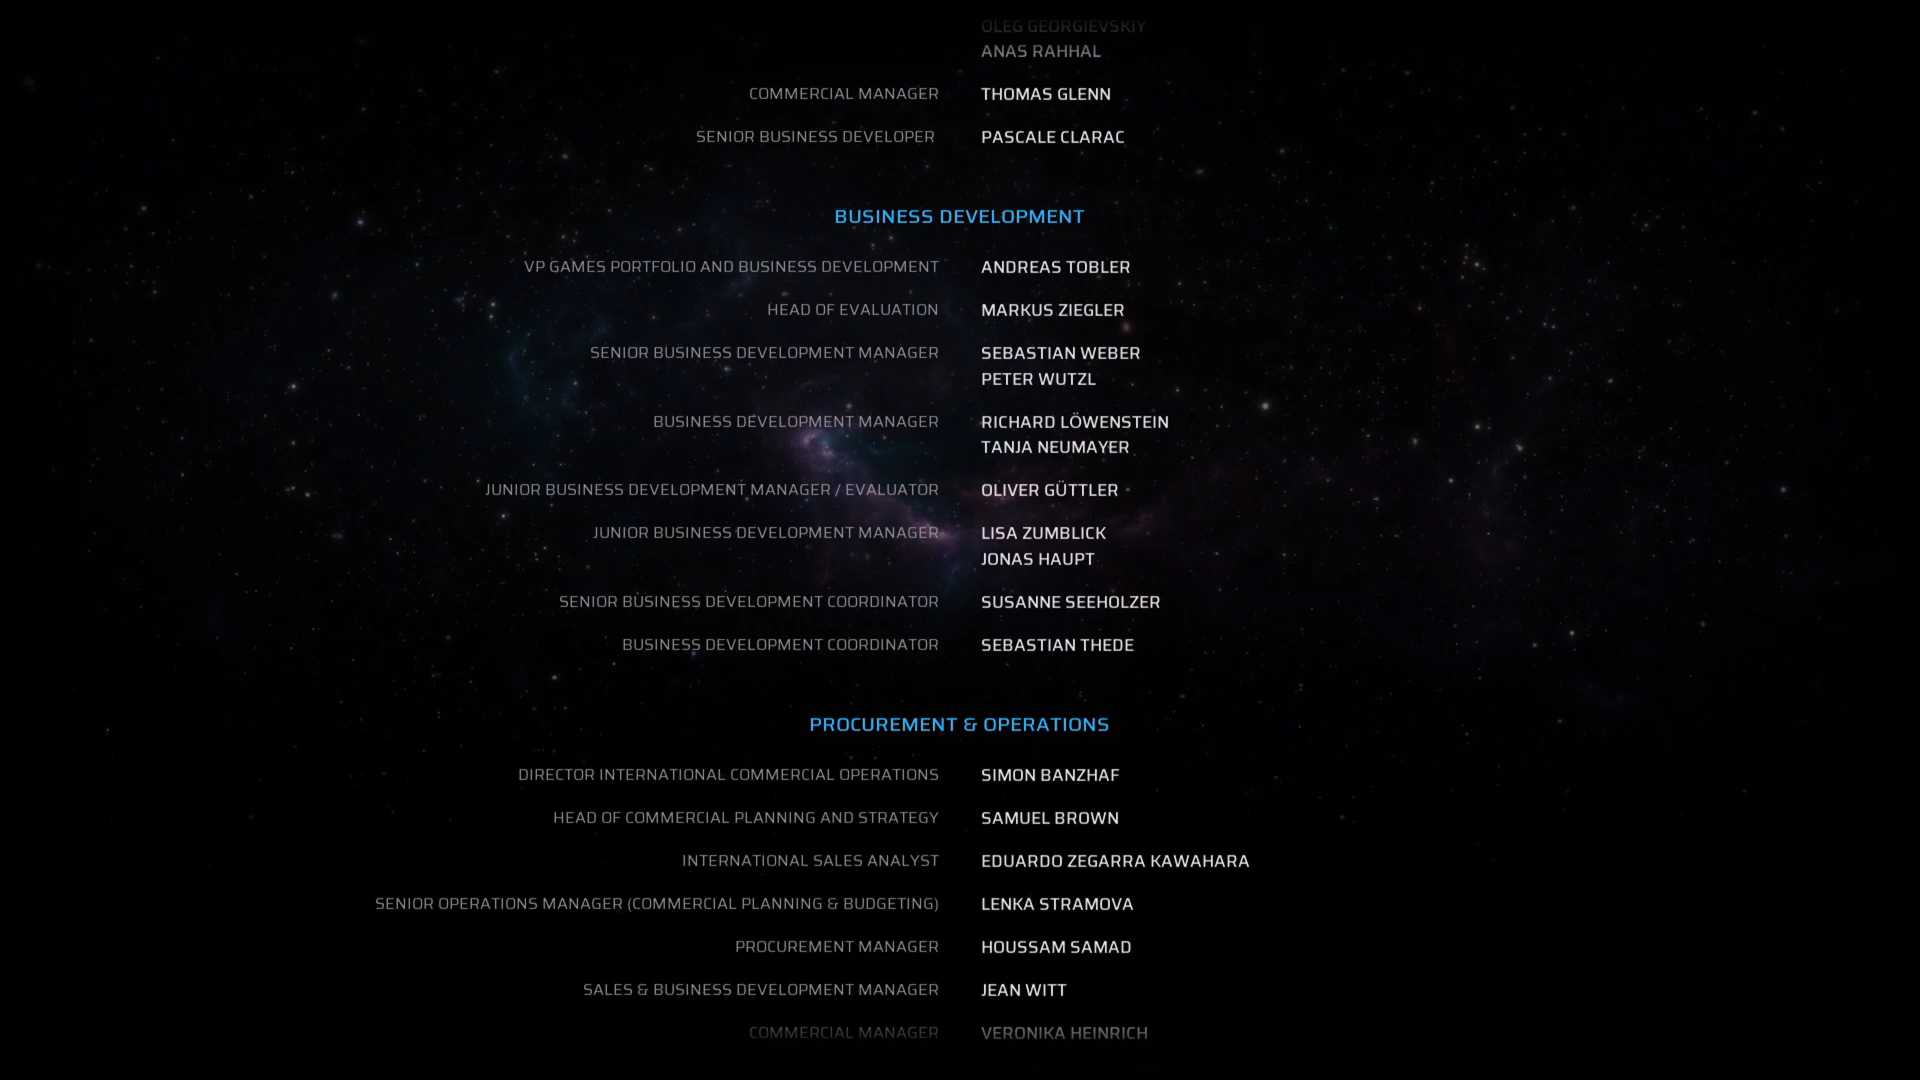 OLEG GEORGIEVSKIY
ANAS RAHHAL
COMMERCIAL MANAGER THOMAS GLENN
SENIOR BUSINESS DEVELOPER PASCALE CLARAC
BUSINESS DEVELOPMENT
VP GAMES PORTFOLIO AND BUSINESS DEVELOPMENT ANDREAS TOBLER
HEAD OF EVALUATION MARKUS ZIEGLER
SENIOR BUSINESS DEVELOPMENT MANAGER SEBASTIAN WEBER
PETER WUTZL
BUSINESS DEVELOPMENT MANAGER RICHARD LÖWENSTEIN
TANJA NEUMAYER
JUNIOR BUSINESS DEVELOPMENT MANAGER / EVALUATOR OLIVER GÜTTLER
JUNIOR BUSINESS DEVELOPMENT MANAGER LISA ZUMBLICK
JONAS HAUPT
SENIOR BUSINESS DEVELOPMENT COORDINATOR SUSANNE SEEHOLZER
BUSINESS DEVELOPMENT COORDINATOR SEBASTIAN THEDE
PROCUREMENT & OPERATIONS
DIRECTOR INTERNATIONAL COMMERCIAL OPERATIONS SIMON BANZHAF
HEAD OF COMMERCIAL PLANNING AND STRATEGY SAMUEL BROWN
INTERNATIONAL SALES ANALYST EDUARDO ZEGARRA KAWAHARA
SENIOR OPERATIONS MANAGER (COMMERCIAL PLANNING & BUDGETING) LENKA STRAMOVA
PROCUREMENT MANAGER HOUSSAM SAMAD
SALES & BUSINESS DEVELOPMENT MANAGER JEAN WITT
COMMERCIAL MANAGER VERONIKA HEINRICH